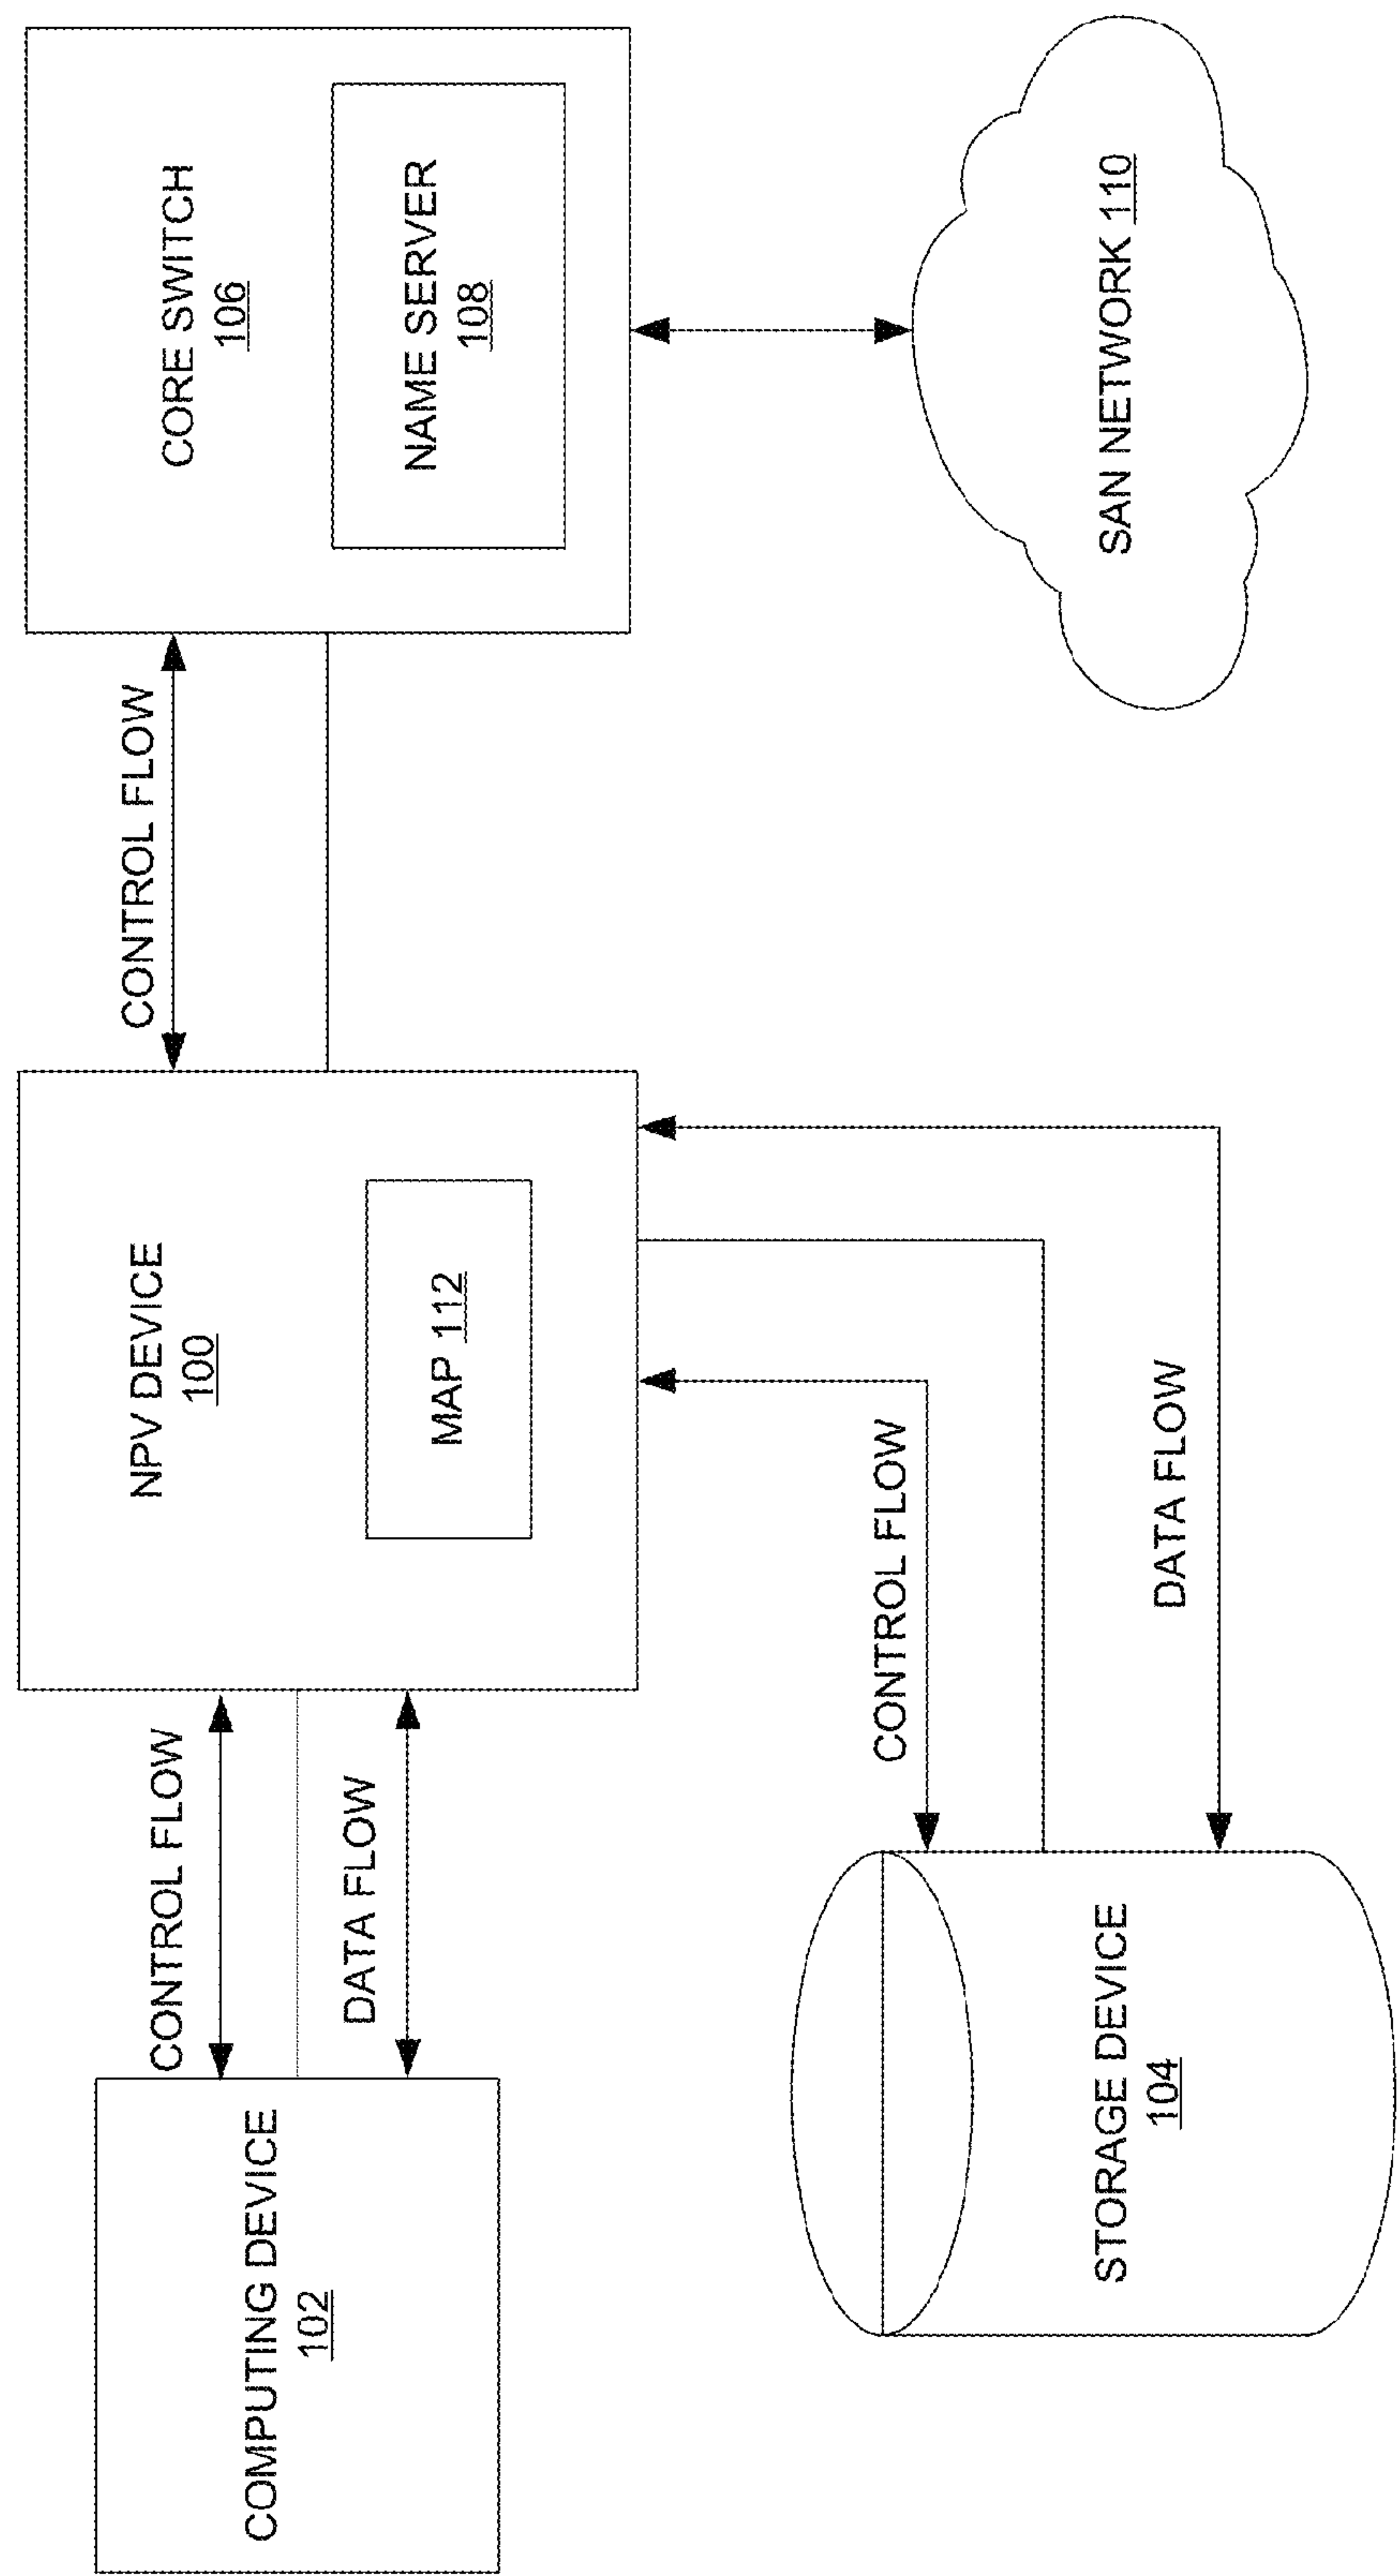 COMPUTING DEVICE
102
CONTROL FLOW
DATA FLOW
NPV DEVICE
100
MAP 112
CONTROL FLOW
CORE SWITCH
106
NAME SERVER
108
STORAGE DEVICE
104
CONTROL FLOW
DATA FLOW
SAN NETWORK 110